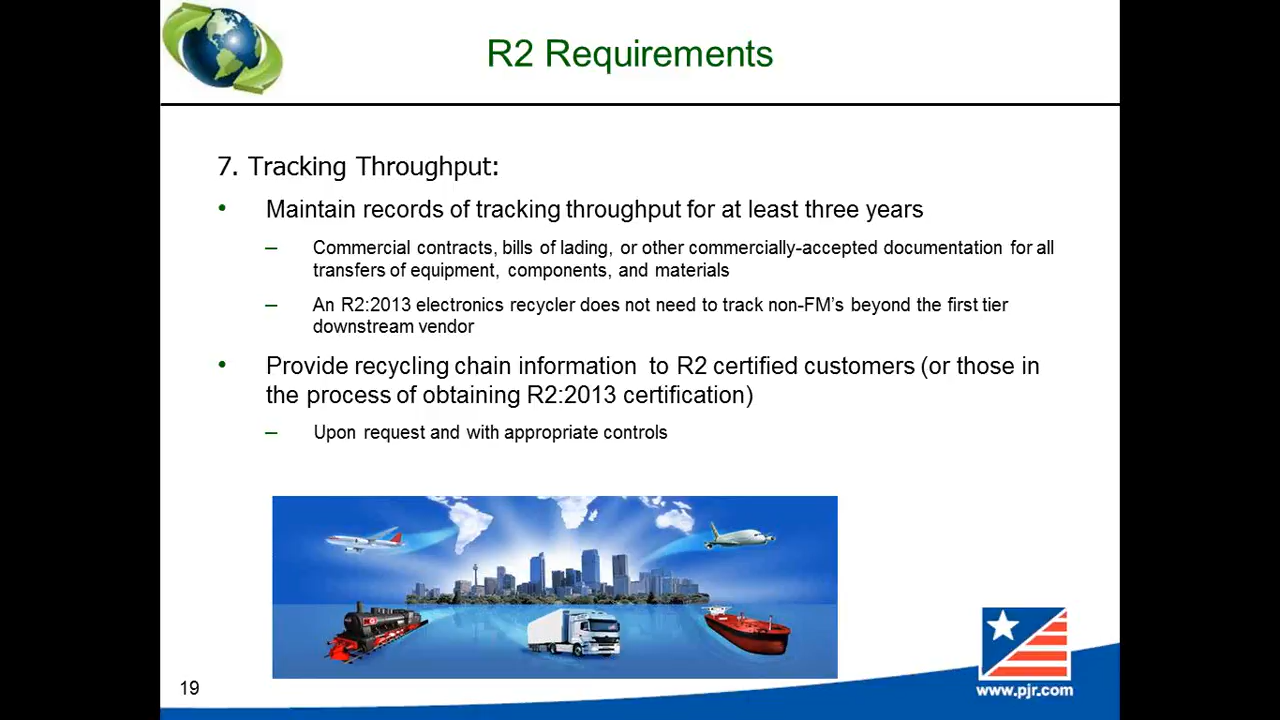 R2 Requirements
7. Tracking Throughput:
• Maintain records of tracking throughput for at least three years
– Commercial contracts, bills of lading, or other commercially-accepted documentation for all
transfers of equipment, components, and materials
– An R2:2013 electronics recycler does not need to track non-FM's beyond the first tier
downstream vendor
• Provide recycling chain information to R2 certified customers (or those in
the process of obtaining R2:2013 certification)
– Upon request and with appropriate controls
19
www.pjr.com